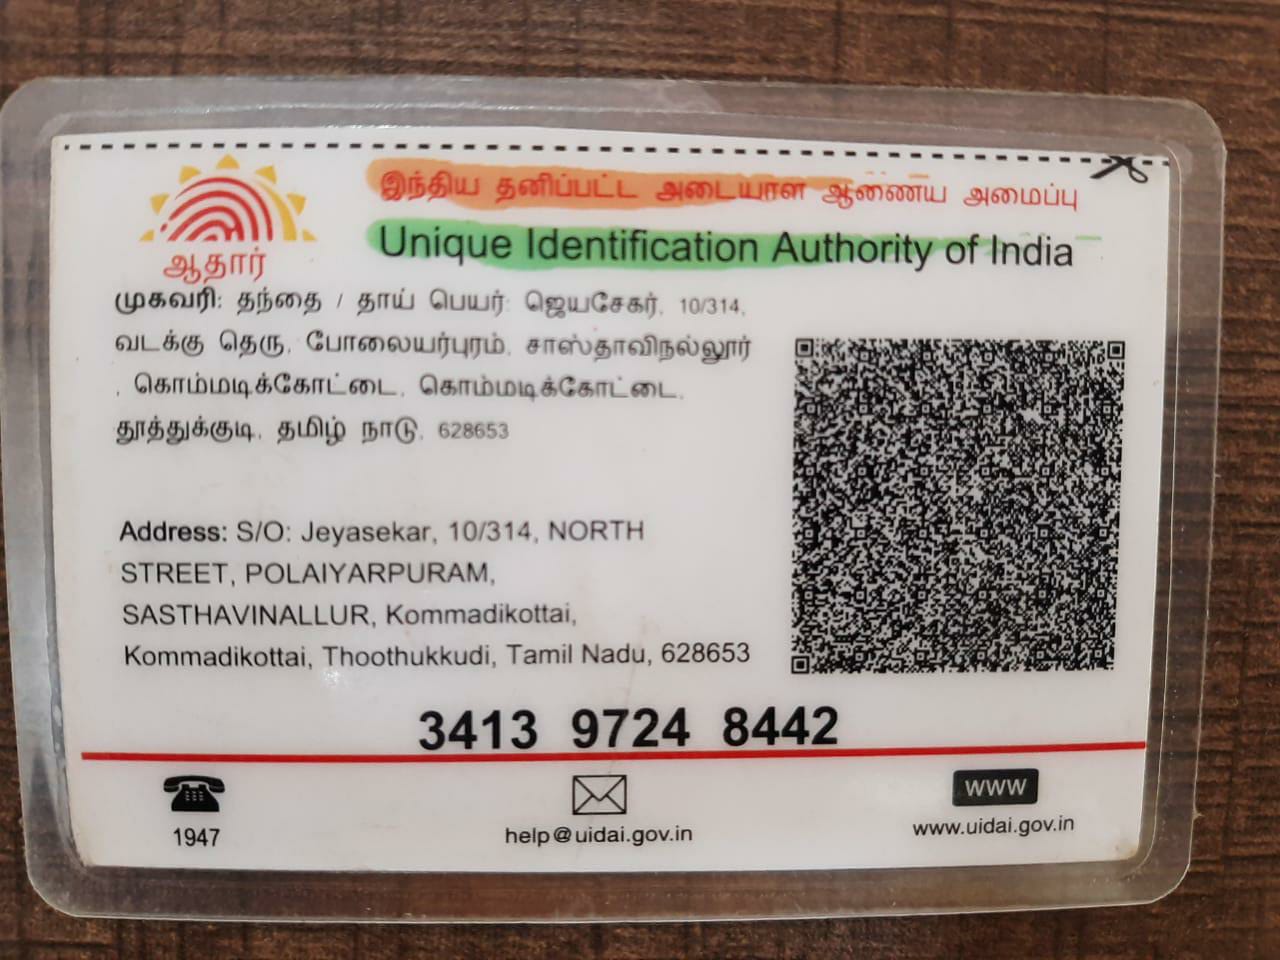 இந்திய தனிப்பட்ட அடையாள ஆணைய அமைப்பு
Unique Identification Authority of India
ஆதார்
முகவரி: தந்தை / தாய் பெயர்: ஜெயசேகர், 10/314,
வடக்கு தெரு, போலையர்புரம், சாஸ்தாவிநல்லூர்
, கொம்மடிக்கோட்டை, கொம்மடிக்கோட்டை,
தூத்துக்குடி, தமிழ் நாடு, 628653
Address: S/O: Jeyasekar, 10/314, NORTH
STREET, POLAIYARPURAM,
SASTHAVINALLUR, Kommadikottai,
Kommadikottai, Thoothukkudi, Tamil Nadu, 628653
3413 9724 8442
1947
help@uidai.gov.in
www
www.uidai.gov.in